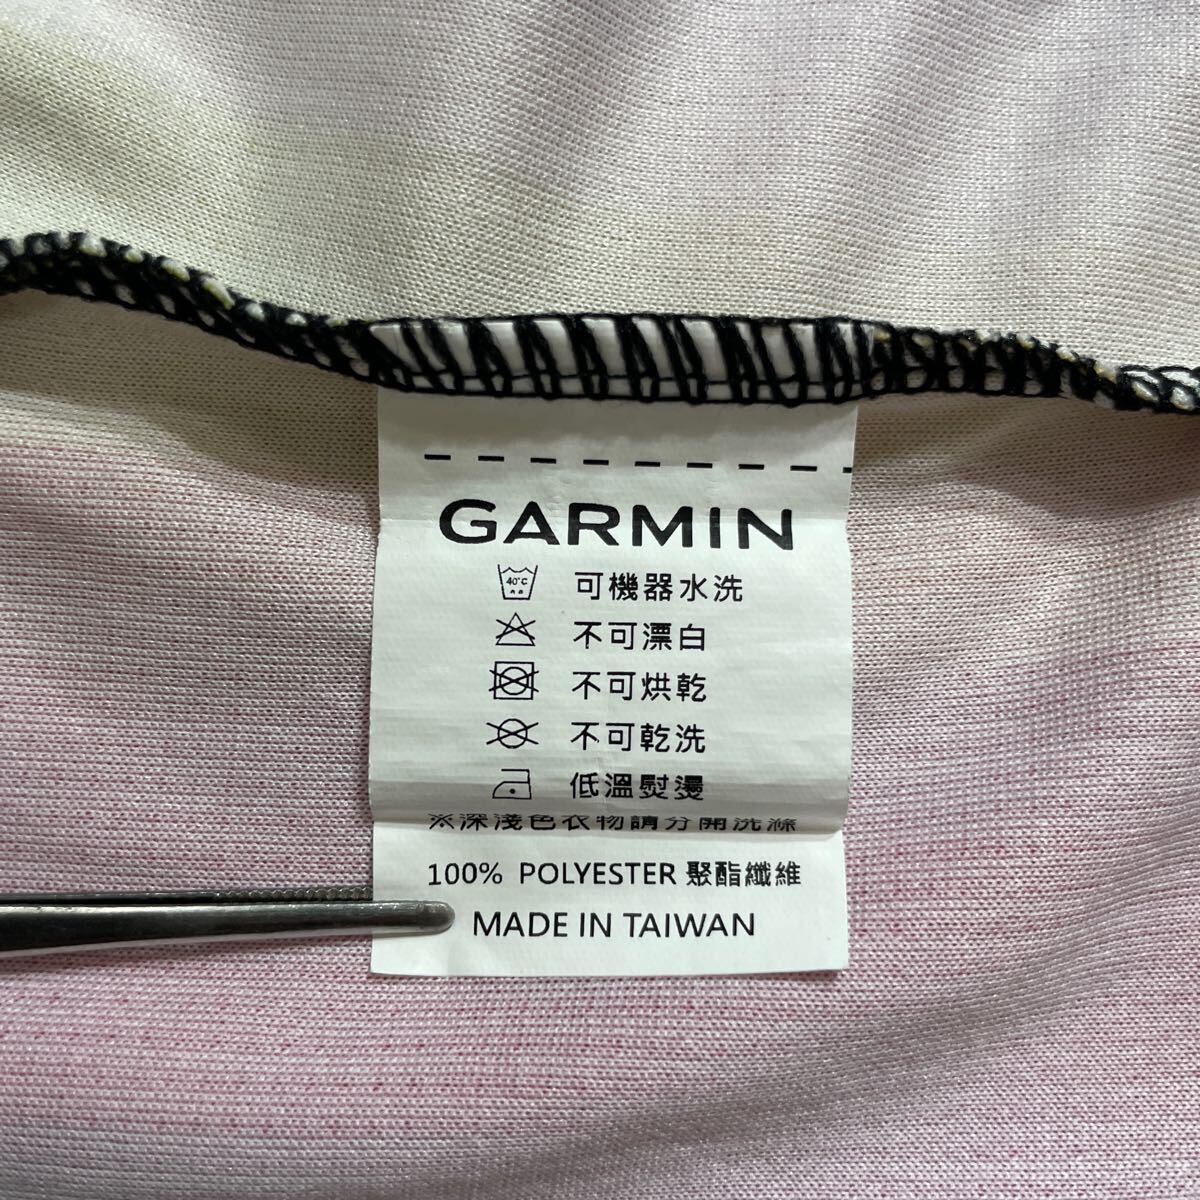 GARMIN
40°C 可機器水洗
不可漂白
不可烘乾
不可乾洗
低溫熨燙
※深淺色衣物請分開洗滌
100% POLYESTER 聚酯纖維
MADE IN TAIWAN